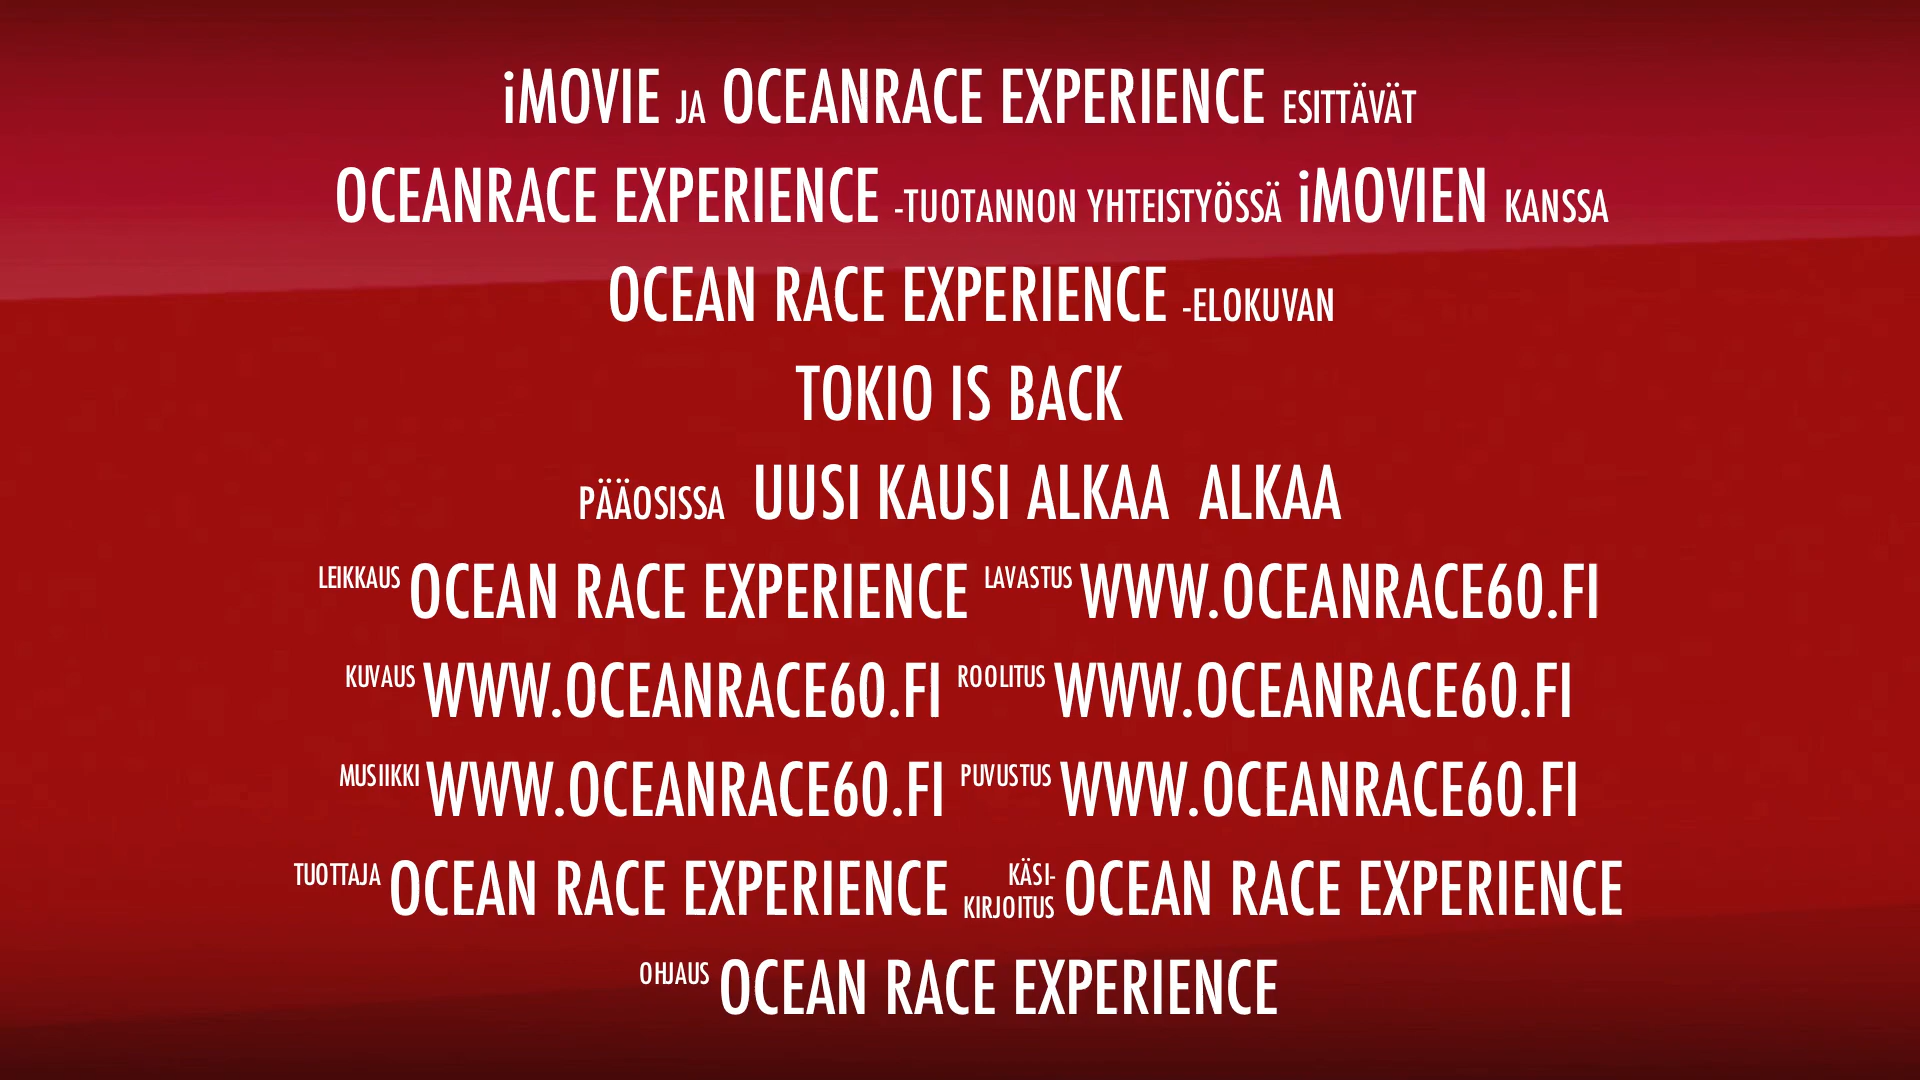 iMOVIE JA OCEANRACE EXPERIENCE ESITTÄVÄT
OCEANRACE EXPERIENCE -TUOTANNON YHTEISTYÖSSÄ iMOVIEN KANSSA
OCEAN RACE EXPERIENCE -ELOKUVAN
TOKIO IS BACK
PÄÄOSISSA UUSI KAUSI ALKAA ALKAA
LEIKKAUS OCEAN RACE EXPERIENCE LAVASTUS WWW.OCEANRACE60.FI
KUVAUS WWW.OCEANRACE60.FI ROOLITUS WWW.OCEANRACE60.FI
MUSIIKKI WWW.OCEANRACE60.FI PUVUSTUS WWW.OCEANRACE60.FI
TUOTTAJA OCEAN RACE EXPERIENCE KÄSI-KIRJOITUS OCEAN RACE EXPERIENCE
OHJAUS OCEAN RACE EXPERIENCE